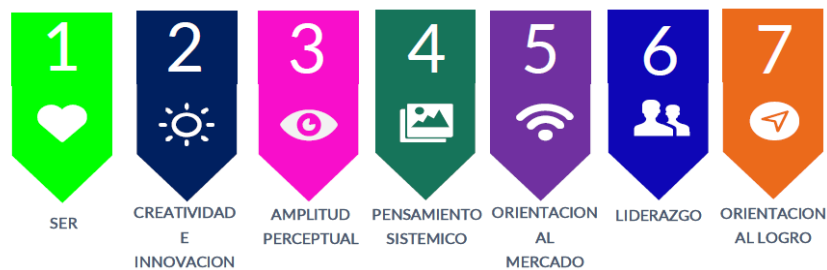 1
2
3
4
5
6
7
SER
CREATIVIDAD
E
INNOVACION
AMPLITUD
PERCEPTUAL
PENSAMIENTO
SISTEMICO
ORIENTACION
AL
MERCADO
LIDERAZGO
ORIENTACION
AL LOGRO